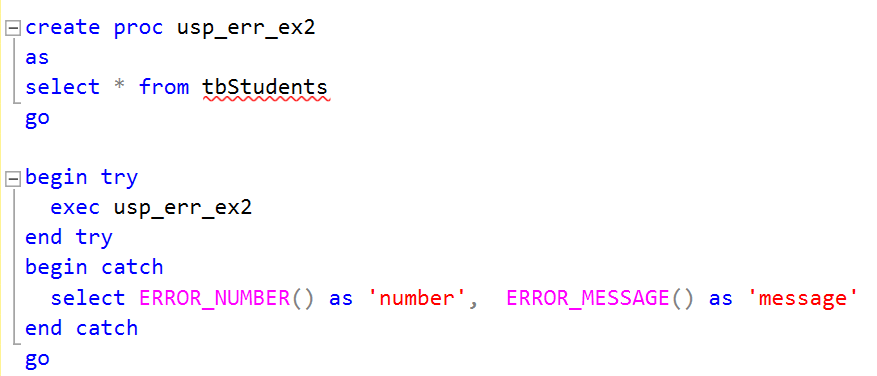 create proc usp_err_ex2
as
select * from tbStudents
go
begin try
exec usp_err_ex2
end try
begin catch
select ERROR_NUMBER() as 'number',  ERROR_MESSAGE() as 'message'
end catch
go